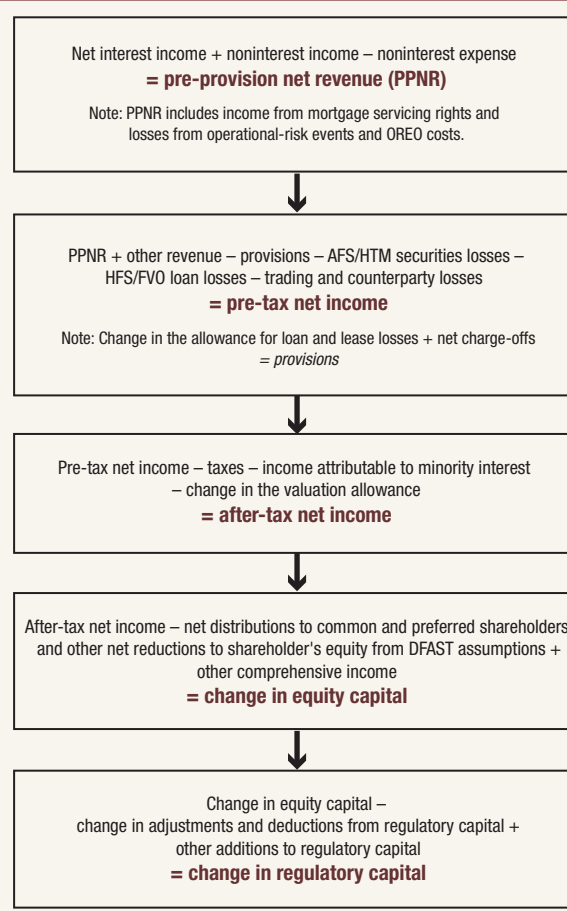 Net interest income + noninterest income – noninterest expense
= pre-provision net revenue (PPNR)
Note: PPNR includes income from mortgage servicing rights and
losses from operational-risk events and OREO costs.
PPNR + other revenue – provisions – AFS/HTM securities losses –
HFS/FVO loan losses – trading and counterparty losses
= pre-tax net income
Note: Change in the allowance for loan and lease losses + net charge-offs
= provisions
Pre-tax net income – taxes – income attributable to minority interest
– change in the valuation allowance
= after-tax net income
After-tax net income – net distributions to common and preferred shareholders
and other net reductions to shareholder's equity from DFAST assumptions +
other comprehensive income
= change in equity capital
Change in equity capital –
change in adjustments and deductions from regulatory capital +
other additions to regulatory capital
= change in regulatory capital